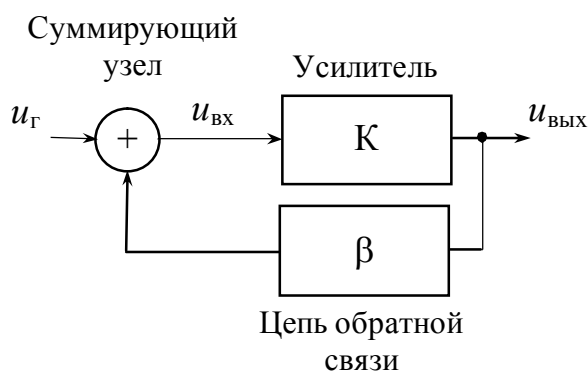 Суммирующий
узел
Усилитель
uг
+
uвх
К
uвых
β
Цепь обратной
связи